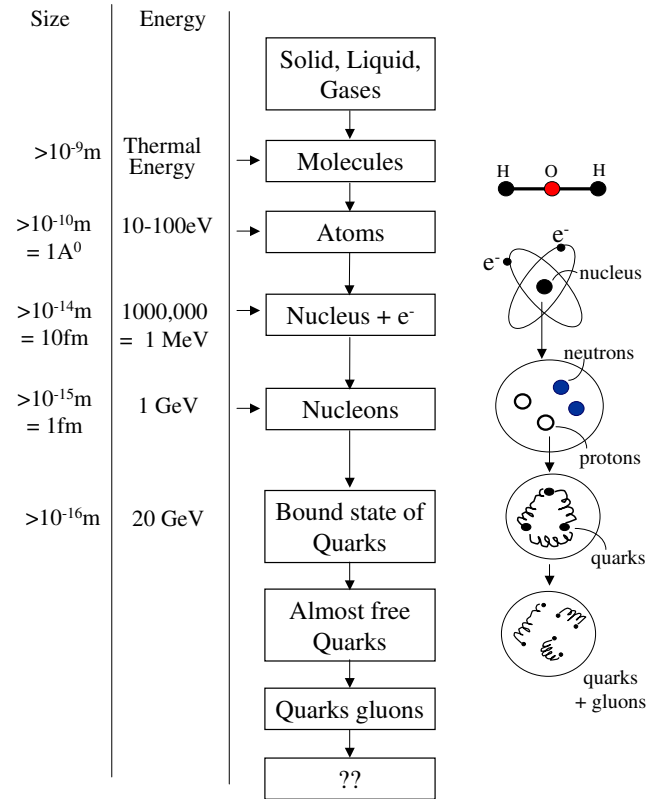 Size
Energy
Solid, Liquid,
Gases
>10⁻⁹m
Thermal
Energy
Molecules
H O H
>10⁻¹⁰m
= 1A⁰
10-100eV
Atoms
e⁻
e⁻
nucleus
>10⁻¹⁴m
= 10fm
1000,000
= 1 MeV
Nucleus + e⁻
neutrons
>10⁻¹⁵m
= 1fm
1 GeV
Nucleons
protons
>10⁻¹⁶m
20 GeV
Bound state of
Quarks
quarks
Almost free
Quarks
quarks
+ gluons
Quarks gluons
??